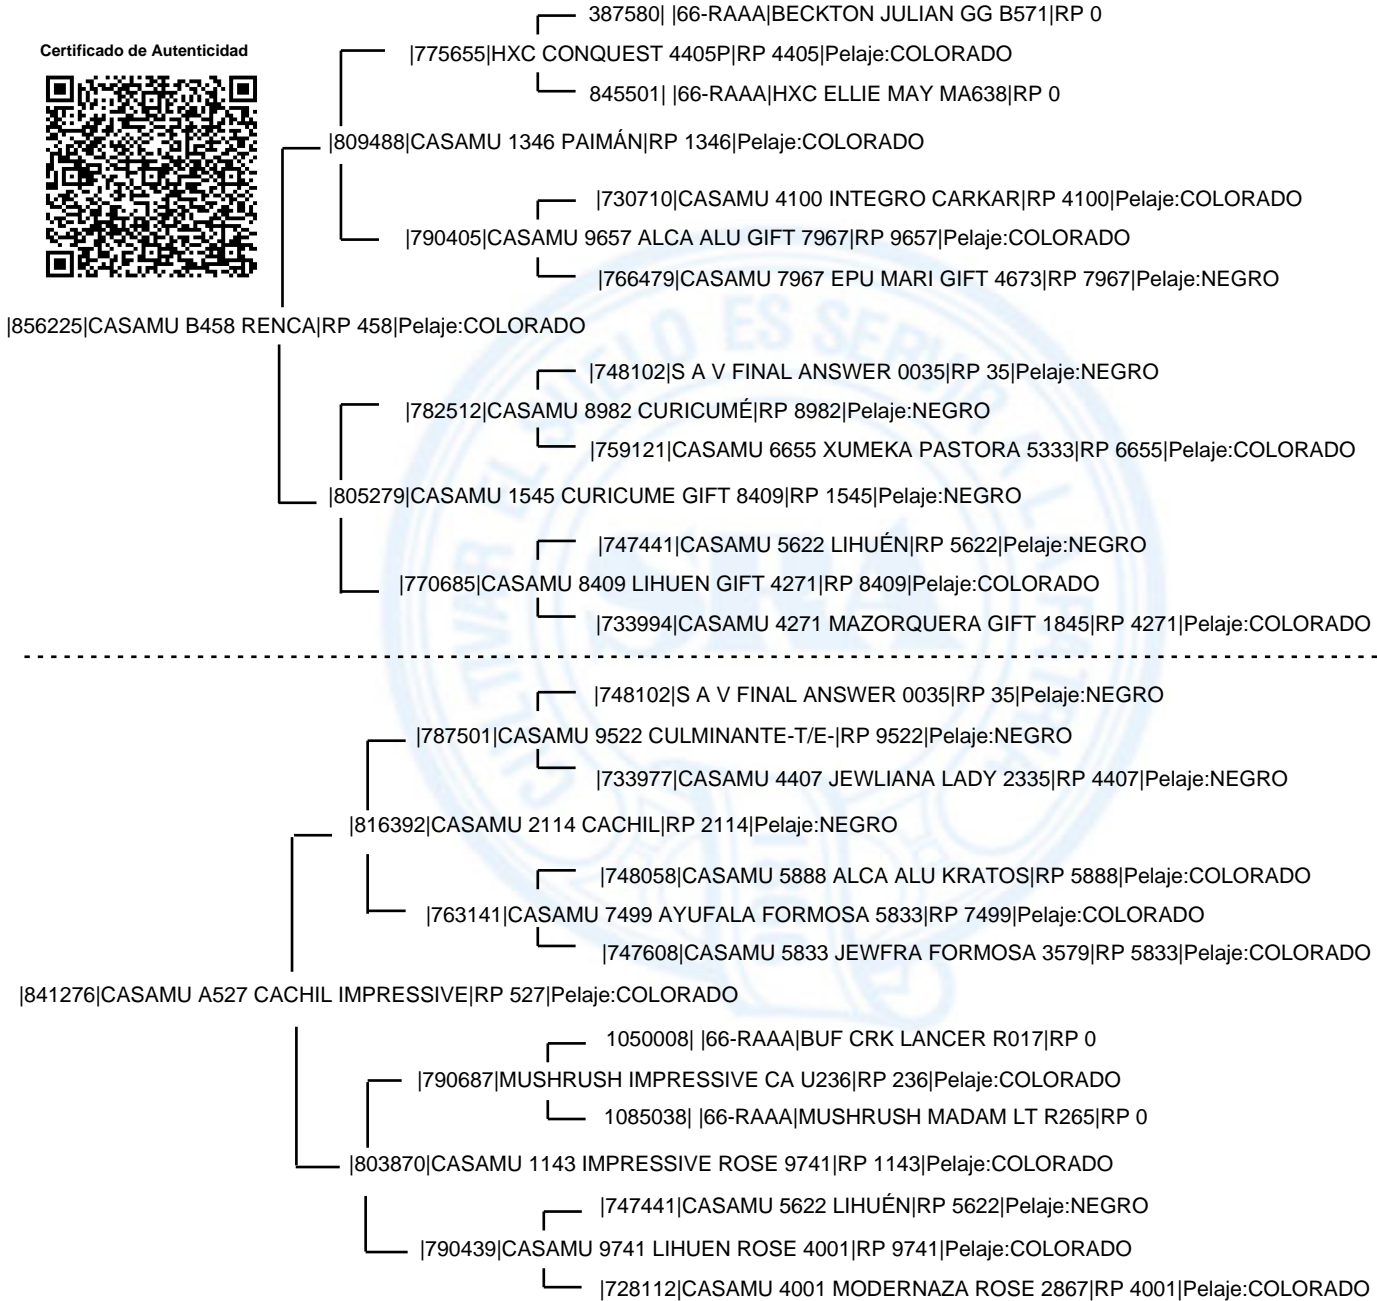 387580| |66-RAAA|BECKTON JULIAN GG B571|RP 0
Certificado de Autenticidad
|775655|HXC CONQUEST 4405P|RP 4405|Pelaje:COLORADO
845501| |66-RAAA|HXC ELLIE MAY MA638|RP 0
|809488|CASAMU 1346 PAIMÁN|RP 1346|Pelaje:COLORADO
|730710|CASAMU 4100 INTEGRO CARKAR|RP 4100|Pelaje:COLORADO
|790405|CASAMU 9657 ALCA ALU GIFT 7967|RP 9657|Pelaje:COLORADO
|766479|CASAMU 7967 EPU MARI GIFT 4673|RP 7967|Pelaje:NEGRO
|856225|CASAMU B458 RENCA|RP 458|Pelaje:COLORADO
|748102|S A V FINAL ANSWER 0035|RP 35|Pelaje:NEGRO
|782512|CASAMU 8982 CURICUMÉ|RP 8982|Pelaje:NEGRO
|759121|CASAMU 6655 XUMEKA PASTORA 5333|RP 6655|Pelaje:COLORADO
|805279|CASAMU 1545 CURICUME GIFT 8409|RP 1545|Pelaje:NEGRO
|747441|CASAMU 5622 LIHUÉN|RP 5622|Pelaje:NEGRO
|770685|CASAMU 8409 LIHUEN GIFT 4271|RP 8409|Pelaje:COLORADO
|733994|CASAMU 4271 MAZORQUERA GIFT 1845|RP 4271|Pelaje:COLORADO
|748102|S A V FINAL ANSWER 0035|RP 35|Pelaje:NEGRO
|787501|CASAMU 9522 CULMINANTE-T/E-|RP 9522|Pelaje:NEGRO
|733977|CASAMU 4407 JEWLIANA LADY 2335|RP 4407|Pelaje:NEGRO
|816392|CASAMU 2114 CACHIL|RP 2114|Pelaje:NEGRO
|748058|CASAMU 5888 ALCA ALU KRATOS|RP 5888|Pelaje:COLORADO
|763141|CASAMU 7499 AYUFALA FORMOSA 5833|RP 7499|Pelaje:COLORADO
|747608|CASAMU 5833 JEWFRA FORMOSA 3579|RP 5833|Pelaje:COLORADO
|841276|CASAMU A527 CACHIL IMPRESSIVE|RP 527|Pelaje:COLORADO
1050008| |66-RAAA|BUF CRK LANCER R017|RP 0
|790687|MUSHRUSH IMPRESSIVE CA U236|RP 236|Pelaje:COLORADO
1085038| |66-RAAA|MUSHRUSH MADAM LT R265|RP 0
|803870|CASAMU 1143 IMPRESSIVE ROSE 9741|RP 1143|Pelaje:COLORADO
|747441|CASAMU 5622 LIHUÉN|RP 5622|Pelaje:NEGRO
|790439|CASAMU 9741 LIHUEN ROSE 4001|RP 9741|Pelaje:COLORADO
|728112|CASAMU 4001 MODERNAZA ROSE 2867|RP 4001|Pelaje:COLORADO
CULTIVAR EL SUELO ES SERVIR A LA PATRIA
SRA
1866